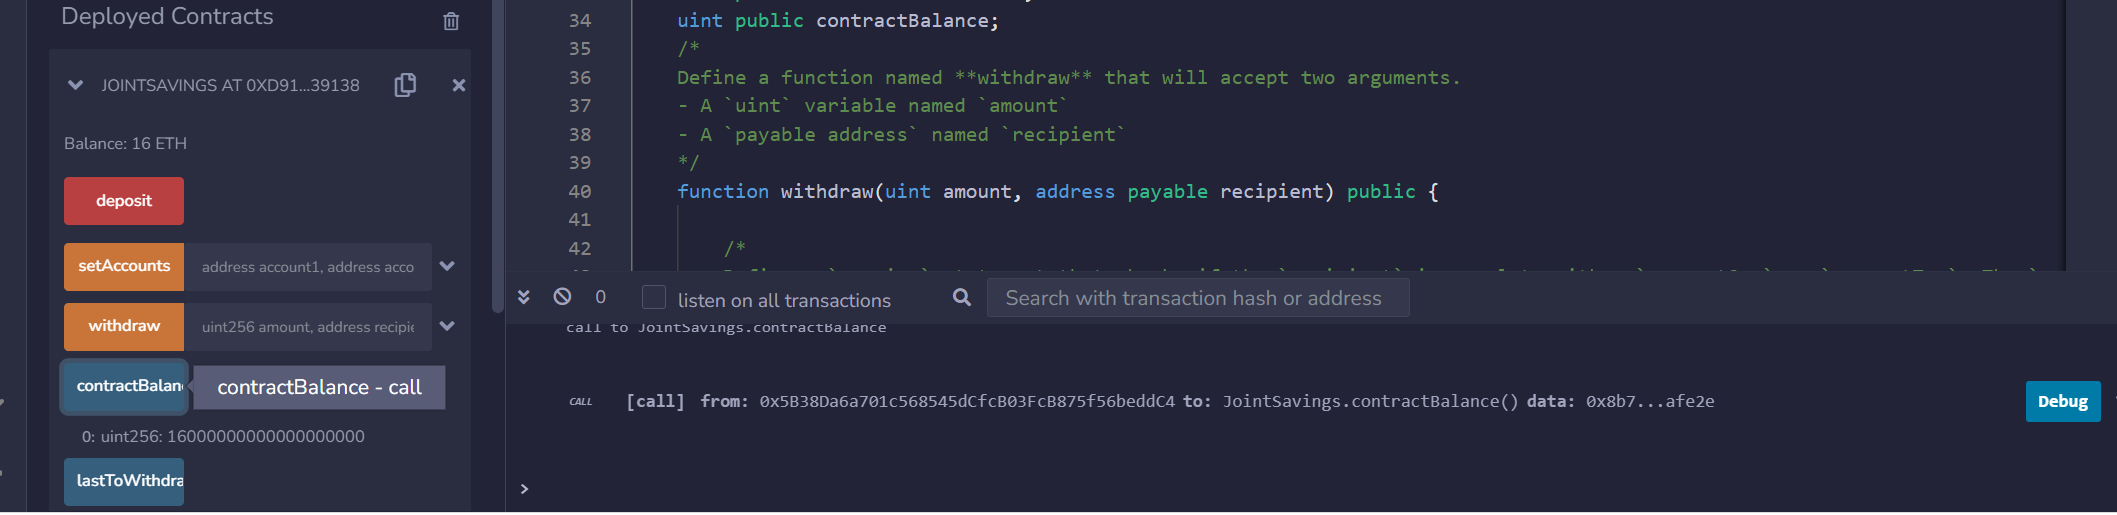 Deployed Contracts
JOINTSAVINGS AT 0XD91...39138
Balance: 16 ETH
deposit
setAccounts address account1, address acco
withdraw uint256 amount, address recipie
contractBalanc contractBalance - call
0: uint256: 16000000000000000000
lastToWithdra
34 uint public contractBalance;
35 /*
36 Define a function named **withdraw** that will accept two arguments.
37 - A `uint` variable named `amount`
38 - A `payable address` named `recipient`
39 */
40 function withdraw(uint amount, address payable recipient) public {
41
42 /*
0 listen on all transactions Search with transaction hash or address
call to JointSavings.contractBalance
CALL [call] from: 0x5B38Da6a701c568545dCfcB03FcB875f56beddC4 to: JointSavings.contractBalance() data: 0x8b7...afe2e Debug
>